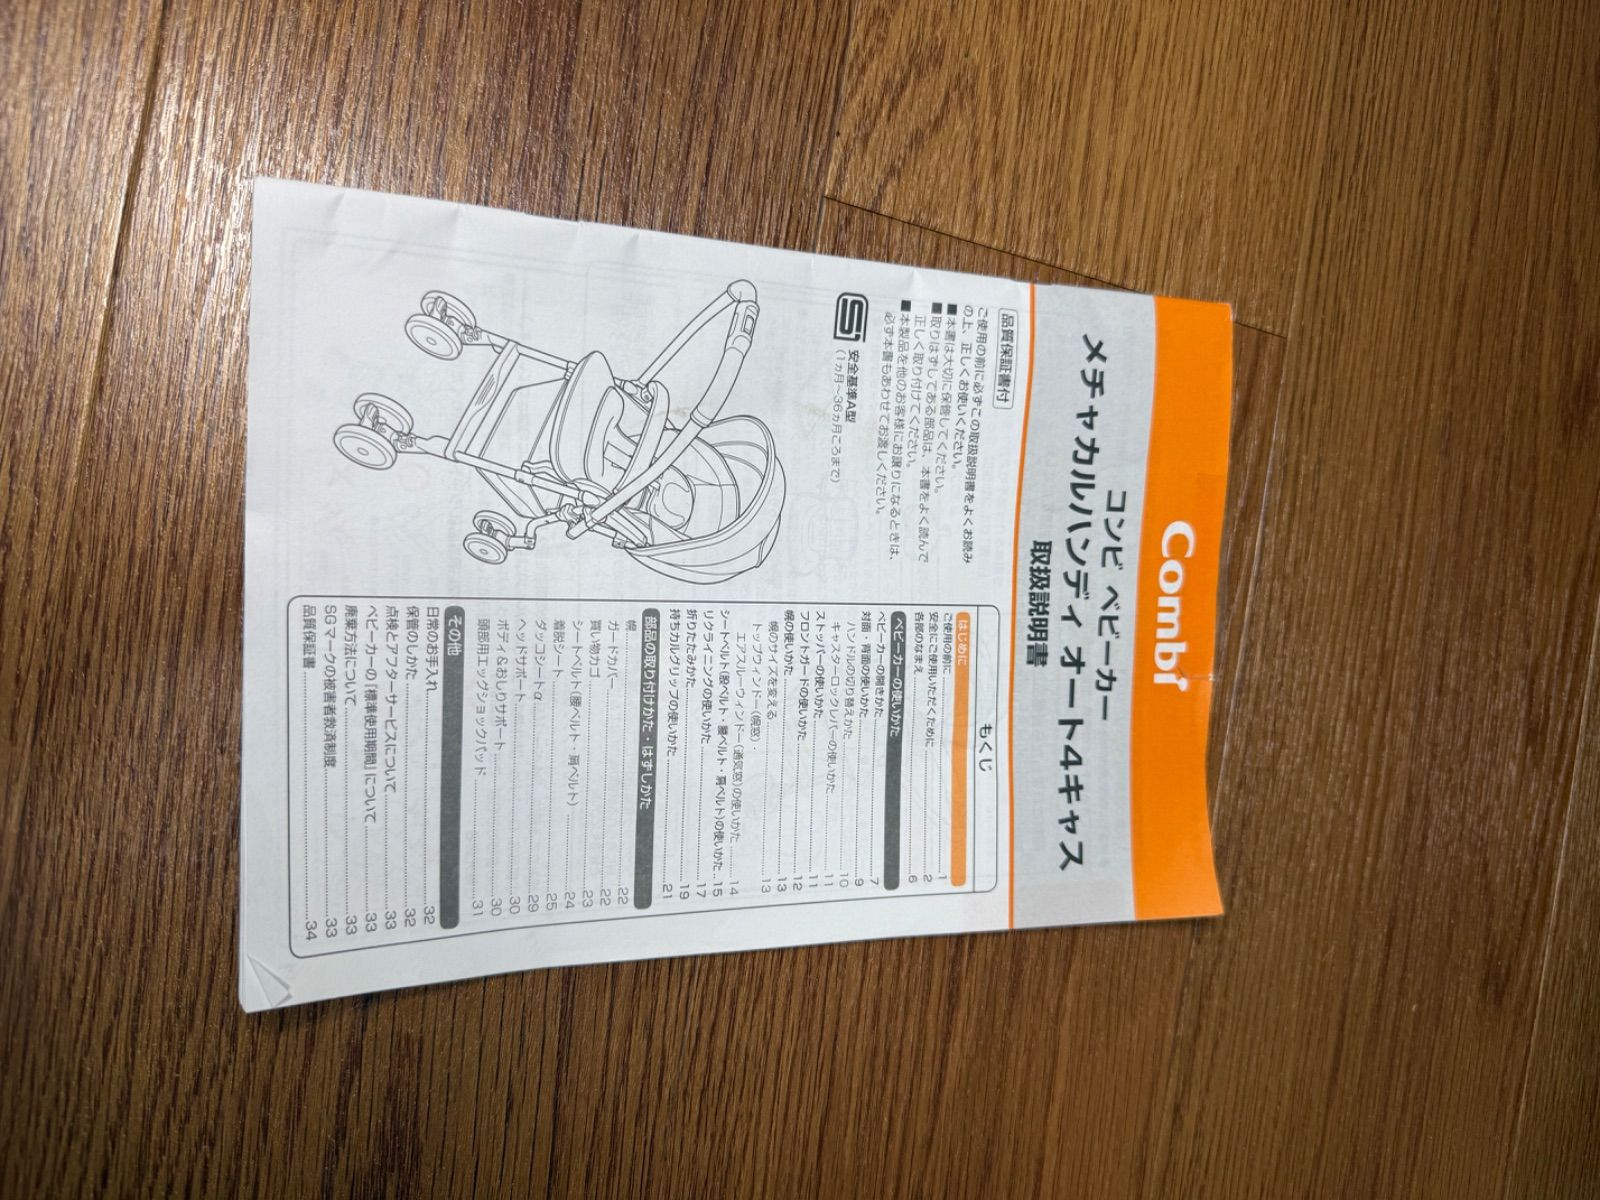 Combi
コンビ ベビーカー
メチャカルハンディ オート4キャス
取扱説明書
品質保証書付
ご使用の前に必ずこの取扱説明書をよくお読み
の上、正しくお使いください。
■本書は大切に保管してください。
■取りはずしてある部品は、本書をよく読んで
正しく取り付けてください。
■本製品を他のお客様にお譲りになるときは、
必ず本書もあわせてお渡しください。
安全基準A型
(1ヵ月〜36ヵ月ころまで)
もくじ
はじめに
ご使用の前に 1
安全にご使用いただくために 2
各部のなまえ 6
ベビーカーの使いかた
ベビーカーの開きかた 7
対面・背面の使いかた 9
ハンドルの切り替えかた 10
キャスターロックレバーの使いかた 11
ストッパーの使いかた 11
フロントガードの使いかた 12
幌の使いかた 13
幌のサイズを変える 13
トップウィンドー(幌窓)・
エアスルーウィンドー(通気窓)の使いかた 14
シートベルト(股ベルト・腰ベルト・肩ベルト)の使いかた 15
リクライニングの使いかた 17
折りたたみかた 19
持ちカルグリップの使いかた 21
部品の取り付けかた・はずしかた
幌 22
ガードカバー 22
買い物カゴ 23
シートベルト(腰ベルト・肩ベルト) 24
着脱シート 25
ダッコシートα 29
ヘッドサポート 30
ボディ&おしりサポート 30
頭部用エッグショックパッド 31
その他
日常のお手入れ 32
保管のしかた 32
点検とアフターサービスについて 33
ベビーカーの『標準使用期間』について 33
廃棄方法について 33
SGマークの被害者救済制度 33
品質保証書 34